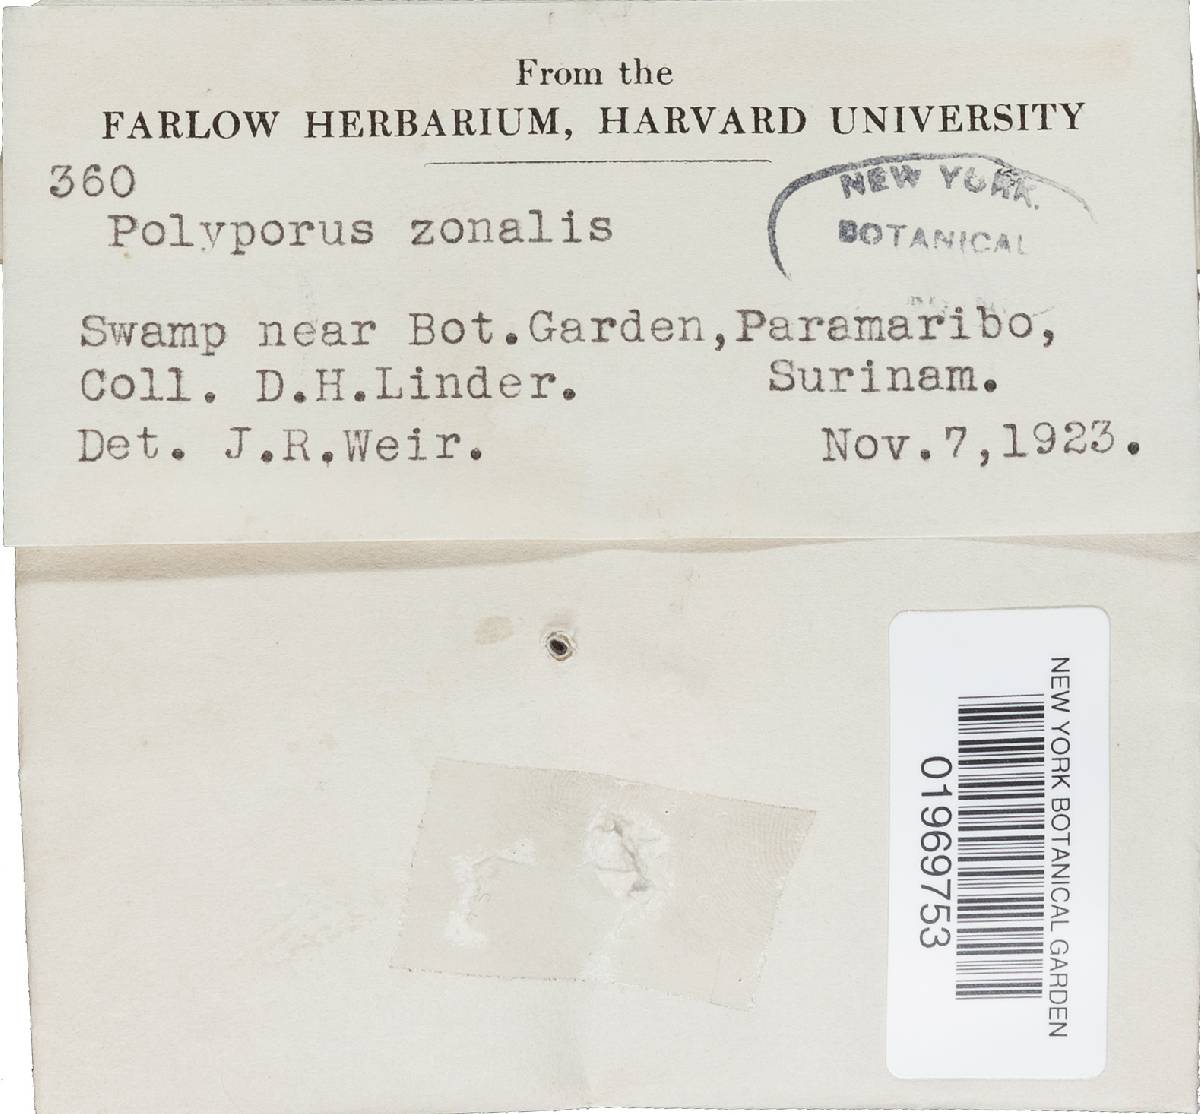 From the
FARLOW HERBARIUM, HARVARD UNIVERSITY
360
Polyporus zonalis
NEW YORK
BOTANICAL
Swamp near Bot.Garden,Paramaribo,
Coll. D.H.Linder. Surinam.
Det. J.R.Weir. Nov.7,1923.
NEW YORK BOTANICAL GARDEN
01969753